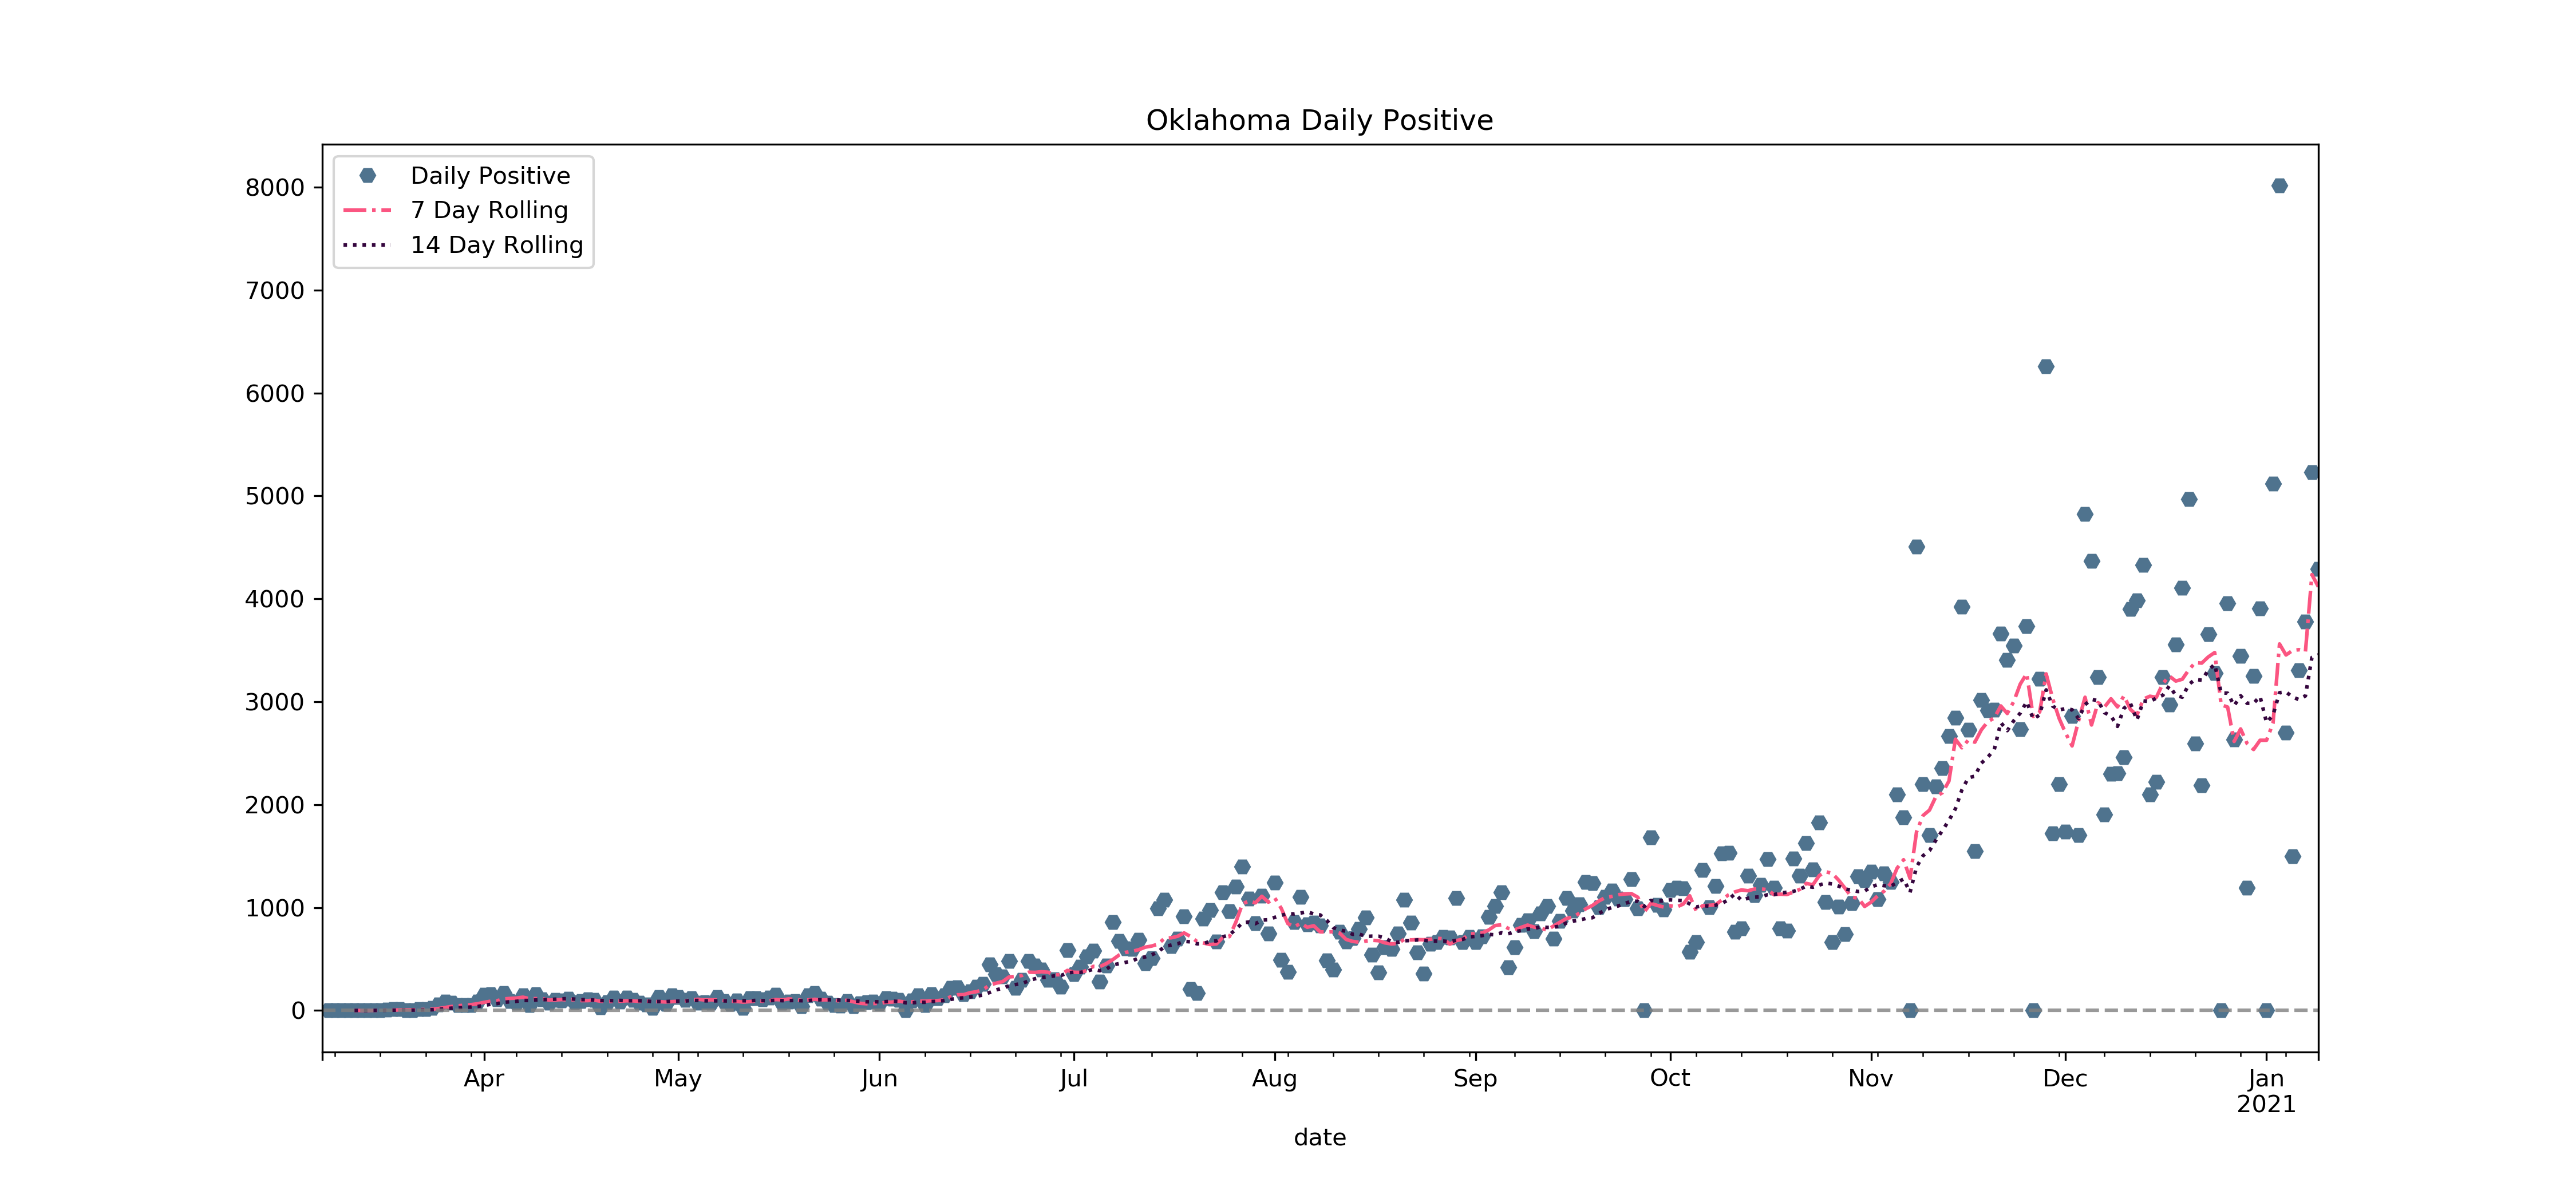 Oklahoma Daily Positive
Daily Positive
7 Day Rolling
14 Day Rolling
8000
7000
6000
5000
4000
3000
2000
1000
0
Apr May Jun Jul Aug Sep Oct Nov Dec Jan
2021
date